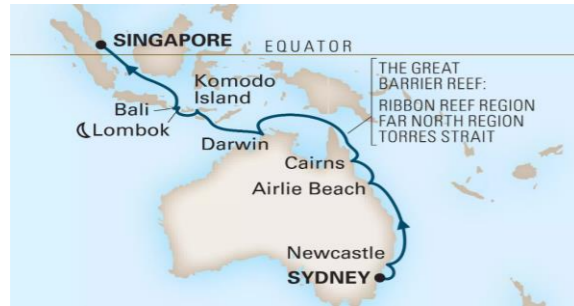 SINGAPORE
EQUATOR
THE GREAT
BARRIER REEF:
RIBBON REEF REGION
FAR NORTH REGION
TORRES STRAIT
Komodo
Island
Bali
Lombok
Darwin
Cairns
Airlie Beach
Newcastle
SYDNEY